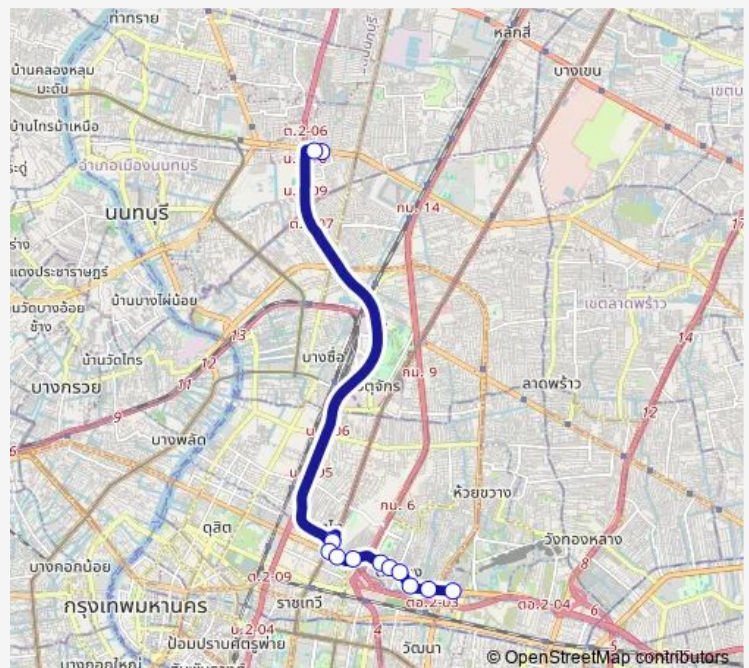 ท่าทราย
หลักสี่
บ้านคลองหลุม
มะดัน
บางเขน
บ้านไทรม้าเหนือ
ต.2-06
อำเภอเมืองนนทบุรี
นนทบุรี
กม. 14
แดงประชาราษฎร์
บ้านบางไผ่น้อย
เขตลาดพร้าว
ช้าง
13
14
บ้านวัดไทร
12
บางซื่อ
กม. 9
บางกรวย
11
ลาดพร้าว
9
12
บางพลัด
6
ห้วยขวาง
กม. 6
ดุสิต
วังทองหลาง
บางกอกน้อย
ต.2-09
8
กรุงเทพมหานคร
ราชเทวี
ตอ.2-03
ตอ.2-04
6
ป้อมปราบศัตรูพ่าย
2-04
4
วัฒนา
5
บางกอกใหญ่
© OpenStreetMap contributors